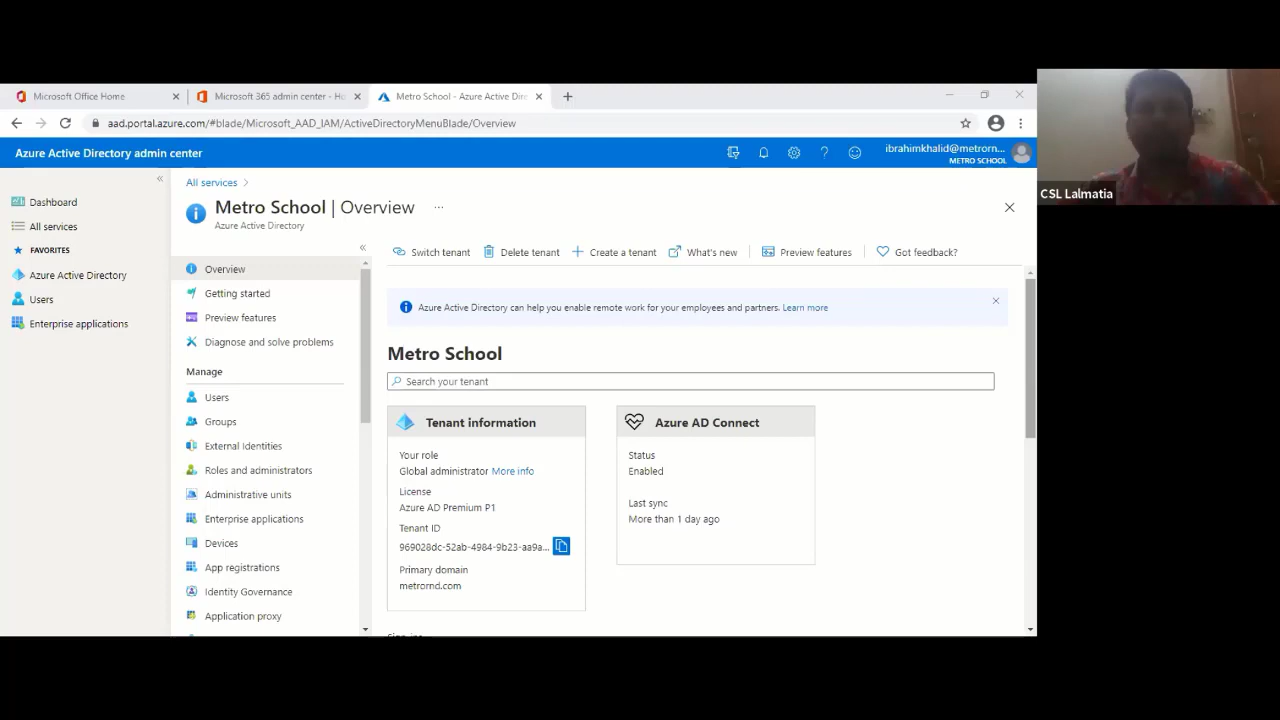 Microsoft Office Home
Microsoft 365 admin center - Ho
Metro School - Azure Active Dire
aad.portal.azure.com/#blade/Microsoft_AAD_IAM/ActiveDirectoryMenuBlade/Overview
Azure Active Directory admin center
ibrahimkhalid@metrorn...
METRO SCHOOL
CSL Lalmatia
Dashboard
All services
FAVORITES
Azure Active Directory
Users
Enterprise applications
All services
Metro School | Overview ...
Azure Active Directory
Overview
Getting started
Preview features
Diagnose and solve problems
Manage
Users
Groups
External Identities
Roles and administrators
Administrative units
Enterprise applications
Devices
App registrations
Identity Governance
Application proxy
Switch tenant
Delete tenant
Create a tenant
What's new
Preview features
Got feedback?
Azure Active Directory can help you enable remote work for your employees and partners. Learn more
Metro School
Search your tenant
Tenant information
Your role
Global administrator More info
License
Azure AD Premium P1
Tenant ID
969028dc-52ab-4984-9b23-aa9a...
Primary domain
metrornd.com
Azure AD Connect
Status
Enabled
Last sync
More than 1 day ago